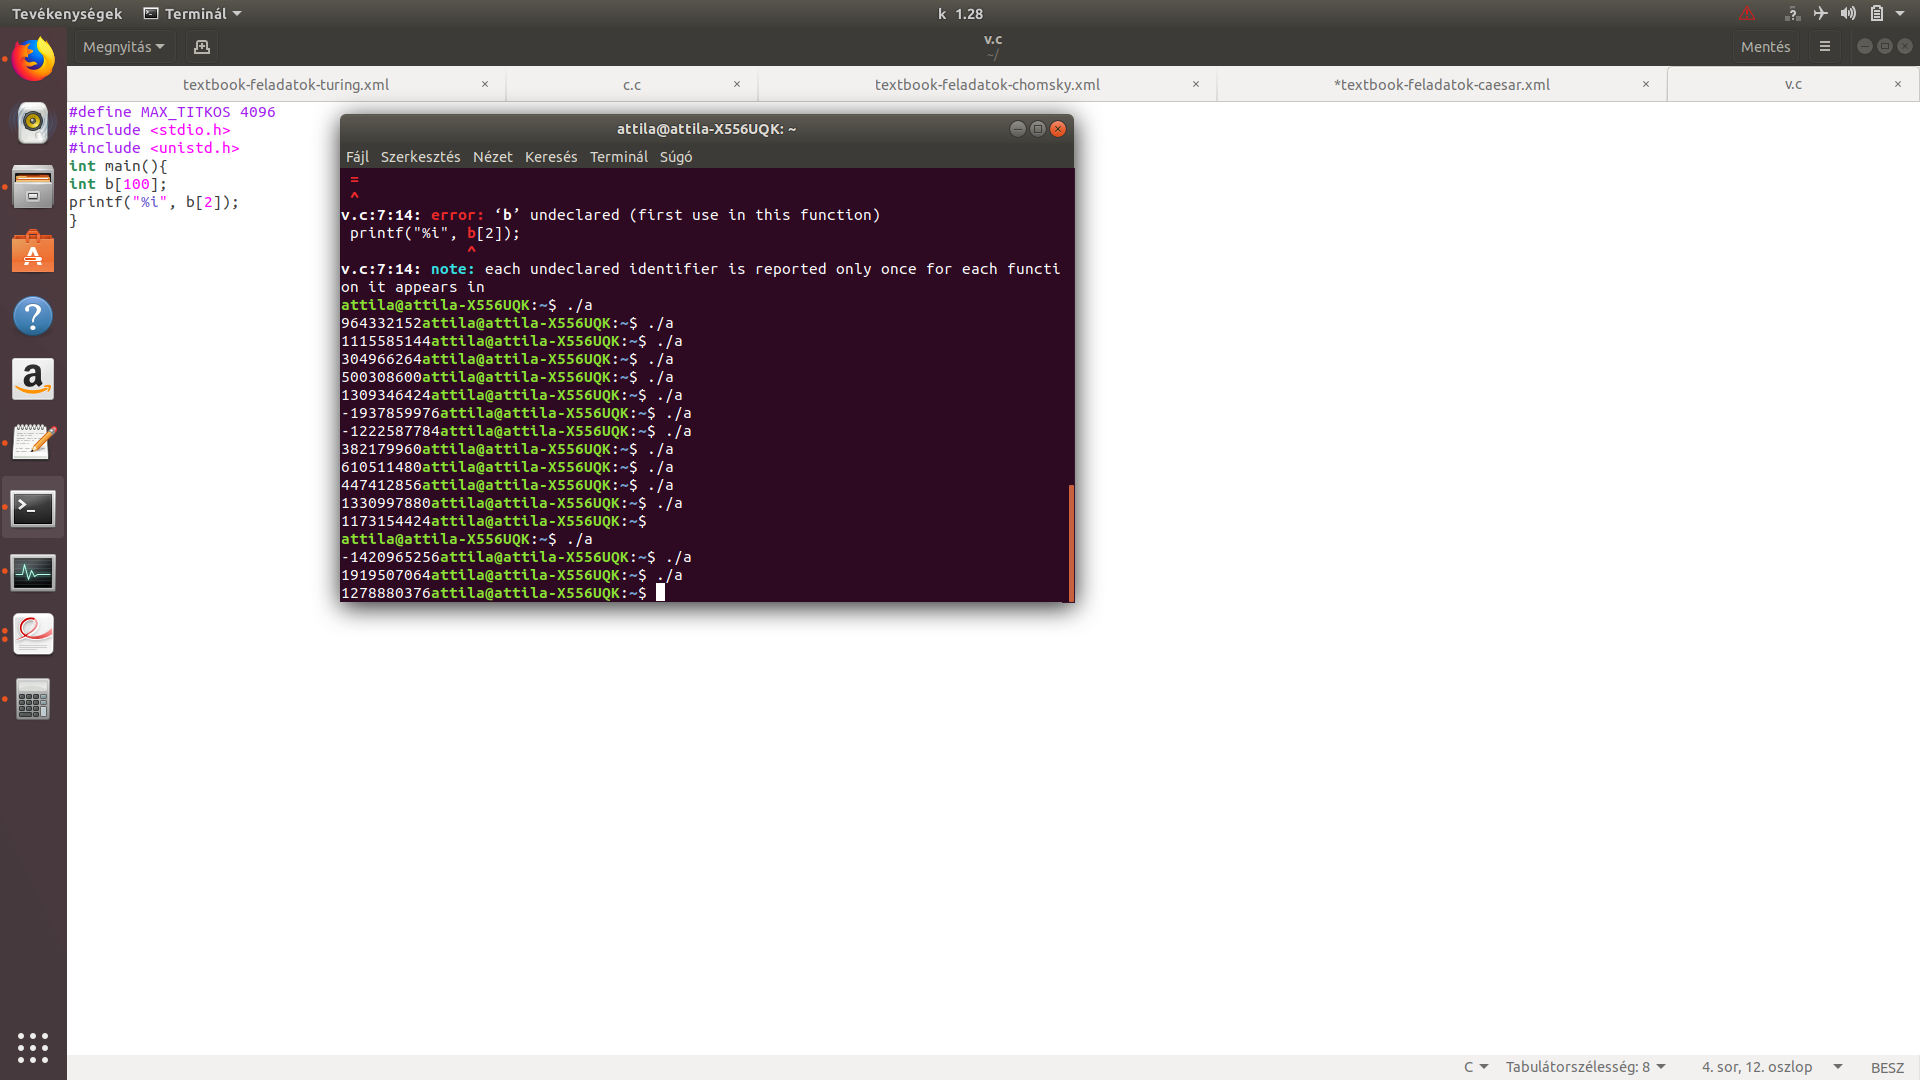 Tevékenységek Terminál k 1.28
Megnyitás v.c Mentés
~/
textbook-feladatok-turing.xml × c.c × textbook-feladatok-chomsky.xml × *textbook-feladatok-caesar.xml × v.c ×
#define MAX_TITKOS 4096
#include <stdio.h>
#include <unistd.h>
int main(){
int b[100];
printf("%i", b[2]);
}
attila@attila-X556UQK: ~
Fájl Szerkesztés Nézet Keresés Terminál Súgó
=
^
v.c:7:14: error: ‘b’ undeclared (first use in this function)
printf("%i", b[2]);
^
v.c:7:14: note: each undeclared identifier is reported only once for each functi
on it appears in
attila@attila-X556UQK:~$ ./a
964332152attila@attila-X556UQK:~$ ./a
1115585144attila@attila-X556UQK:~$ ./a
304966264attila@attila-X556UQK:~$ ./a
500308600attila@attila-X556UQK:~$ ./a
1309346424attila@attila-X556UQK:~$ ./a
-1937859976attila@attila-X556UQK:~$ ./a
-1222587784attila@attila-X556UQK:~$ ./a
382179960attila@attila-X556UQK:~$ ./a
610511480attila@attila-X556UQK:~$ ./a
447412856attila@attila-X556UQK:~$ ./a
1330997880attila@attila-X556UQK:~$ ./a
1173154424attila@attila-X556UQK:~$
attila@attila-X556UQK:~$ ./a
-1420965256attila@attila-X556UQK:~$ ./a
1919507064attila@attila-X556UQK:~$ ./a
1278880376attila@attila-X556UQK:~$
C Tabulátorszélesség: 8 4. sor, 12. oszlop BESZ